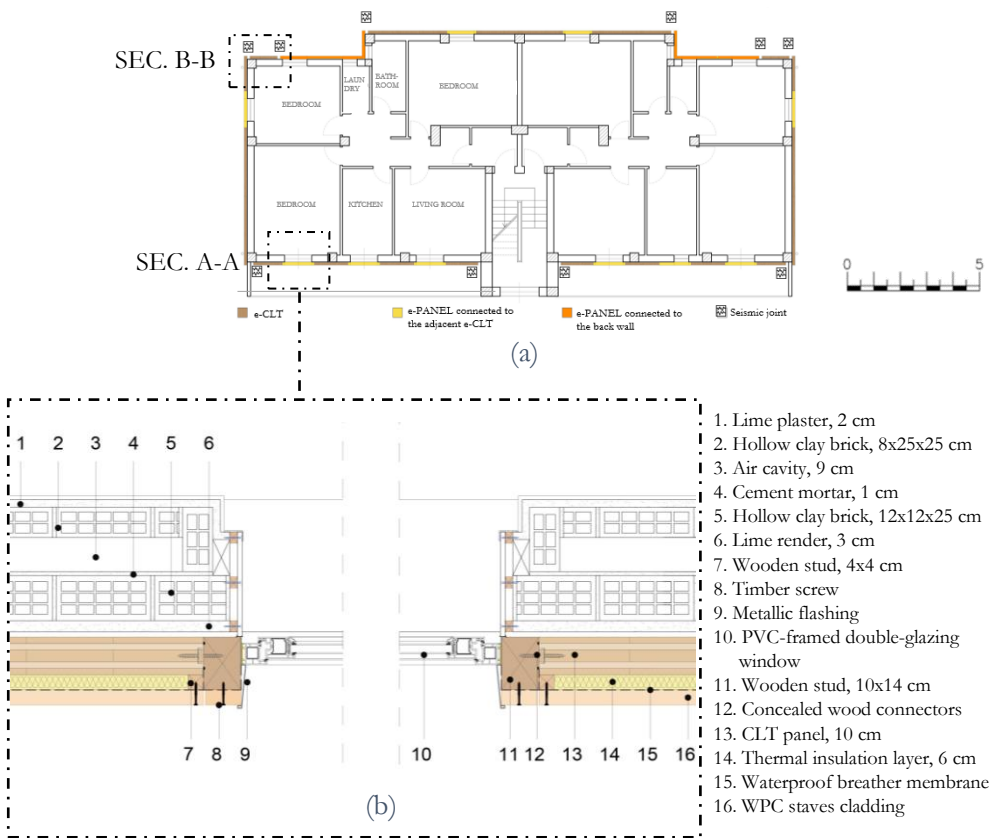 SEC. B-B
LAUN
DRY
BATH-
ROOM
BEDROOM
BEDROOM
BEDROOM
KITCHEN
LIVING ROOM
SEC. A-A
0
5
e-CLT
e-PANEL connected to
the adjacent e-CLT
e-PANEL connected to
the back wall
Seismic joint
(a)
1 2 3 4 5 6
7 8 9 10 11 12 13 14 15 16
(b)
1. Lime plaster, 2 cm
2. Hollow clay brick, 8x25x25 cm
3. Air cavity, 9 cm
4. Cement mortar, 1 cm
5. Hollow clay brick, 12x12x25 cm
6. Lime render, 3 cm
7. Wooden stud, 4x4 cm
8. Timber screw
9. Metallic flashing
10. PVC-framed double-glazing
window
11. Wooden stud, 10x14 cm
12. Concealed wood connectors
13. CLT panel, 10 cm
14. Thermal insulation layer, 6 cm
15. Waterproof breather membrane
16. WPC staves cladding